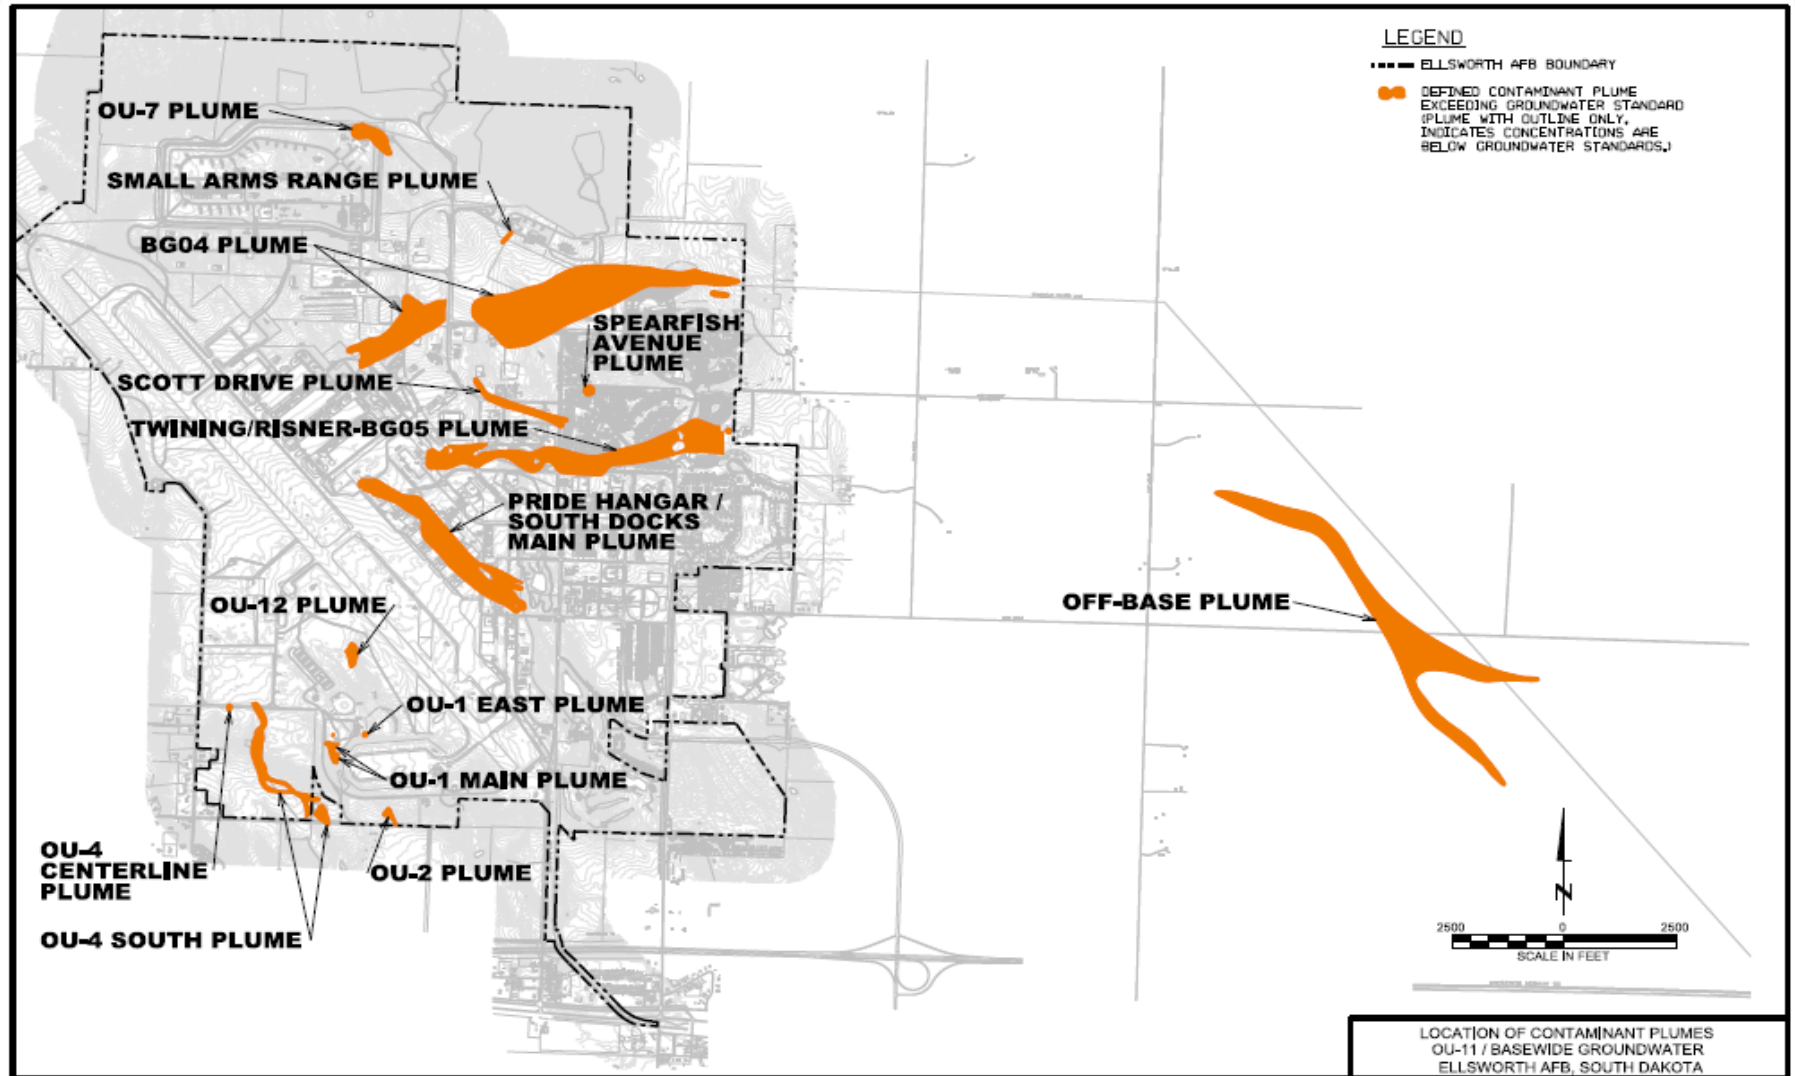 LEGEND
ELLSWORTH AFB BOUNDARY
DEFINED CONTAMINANT PLUME
EXCEEDING GROUNDWATER STANDARD
(PLUME WITH OUTLINE ONLY,
INDICATES CONCENTRATIONS ARE
BELOW GROUNDWATER STANDARDS.)
OU-7 PLUME
SMALL ARMS RANGE PLUME
BG04 PLUME
SPEARFISH
AVENUE
PLUME
SCOTT DRIVE PLUME
TWINING/RISNER-BG05 PLUME
PRIDE HANGAR /
SOUTH DOCKS
MAIN PLUME
OU-12 PLUME
OFF-BASE PLUME
OU-1 EAST PLUME
OU-1 MAIN PLUME
OU-4
CENTERLINE
PLUME
OU-2 PLUME
OU-4 SOUTH PLUME
N
2500 0 2500
SCALE IN FEET
LOCATION OF CONTAMINANT PLUMES
OU-11 / BASEWIDE GROUNDWATER
ELLSWORTH AFB, SOUTH DAKOTA